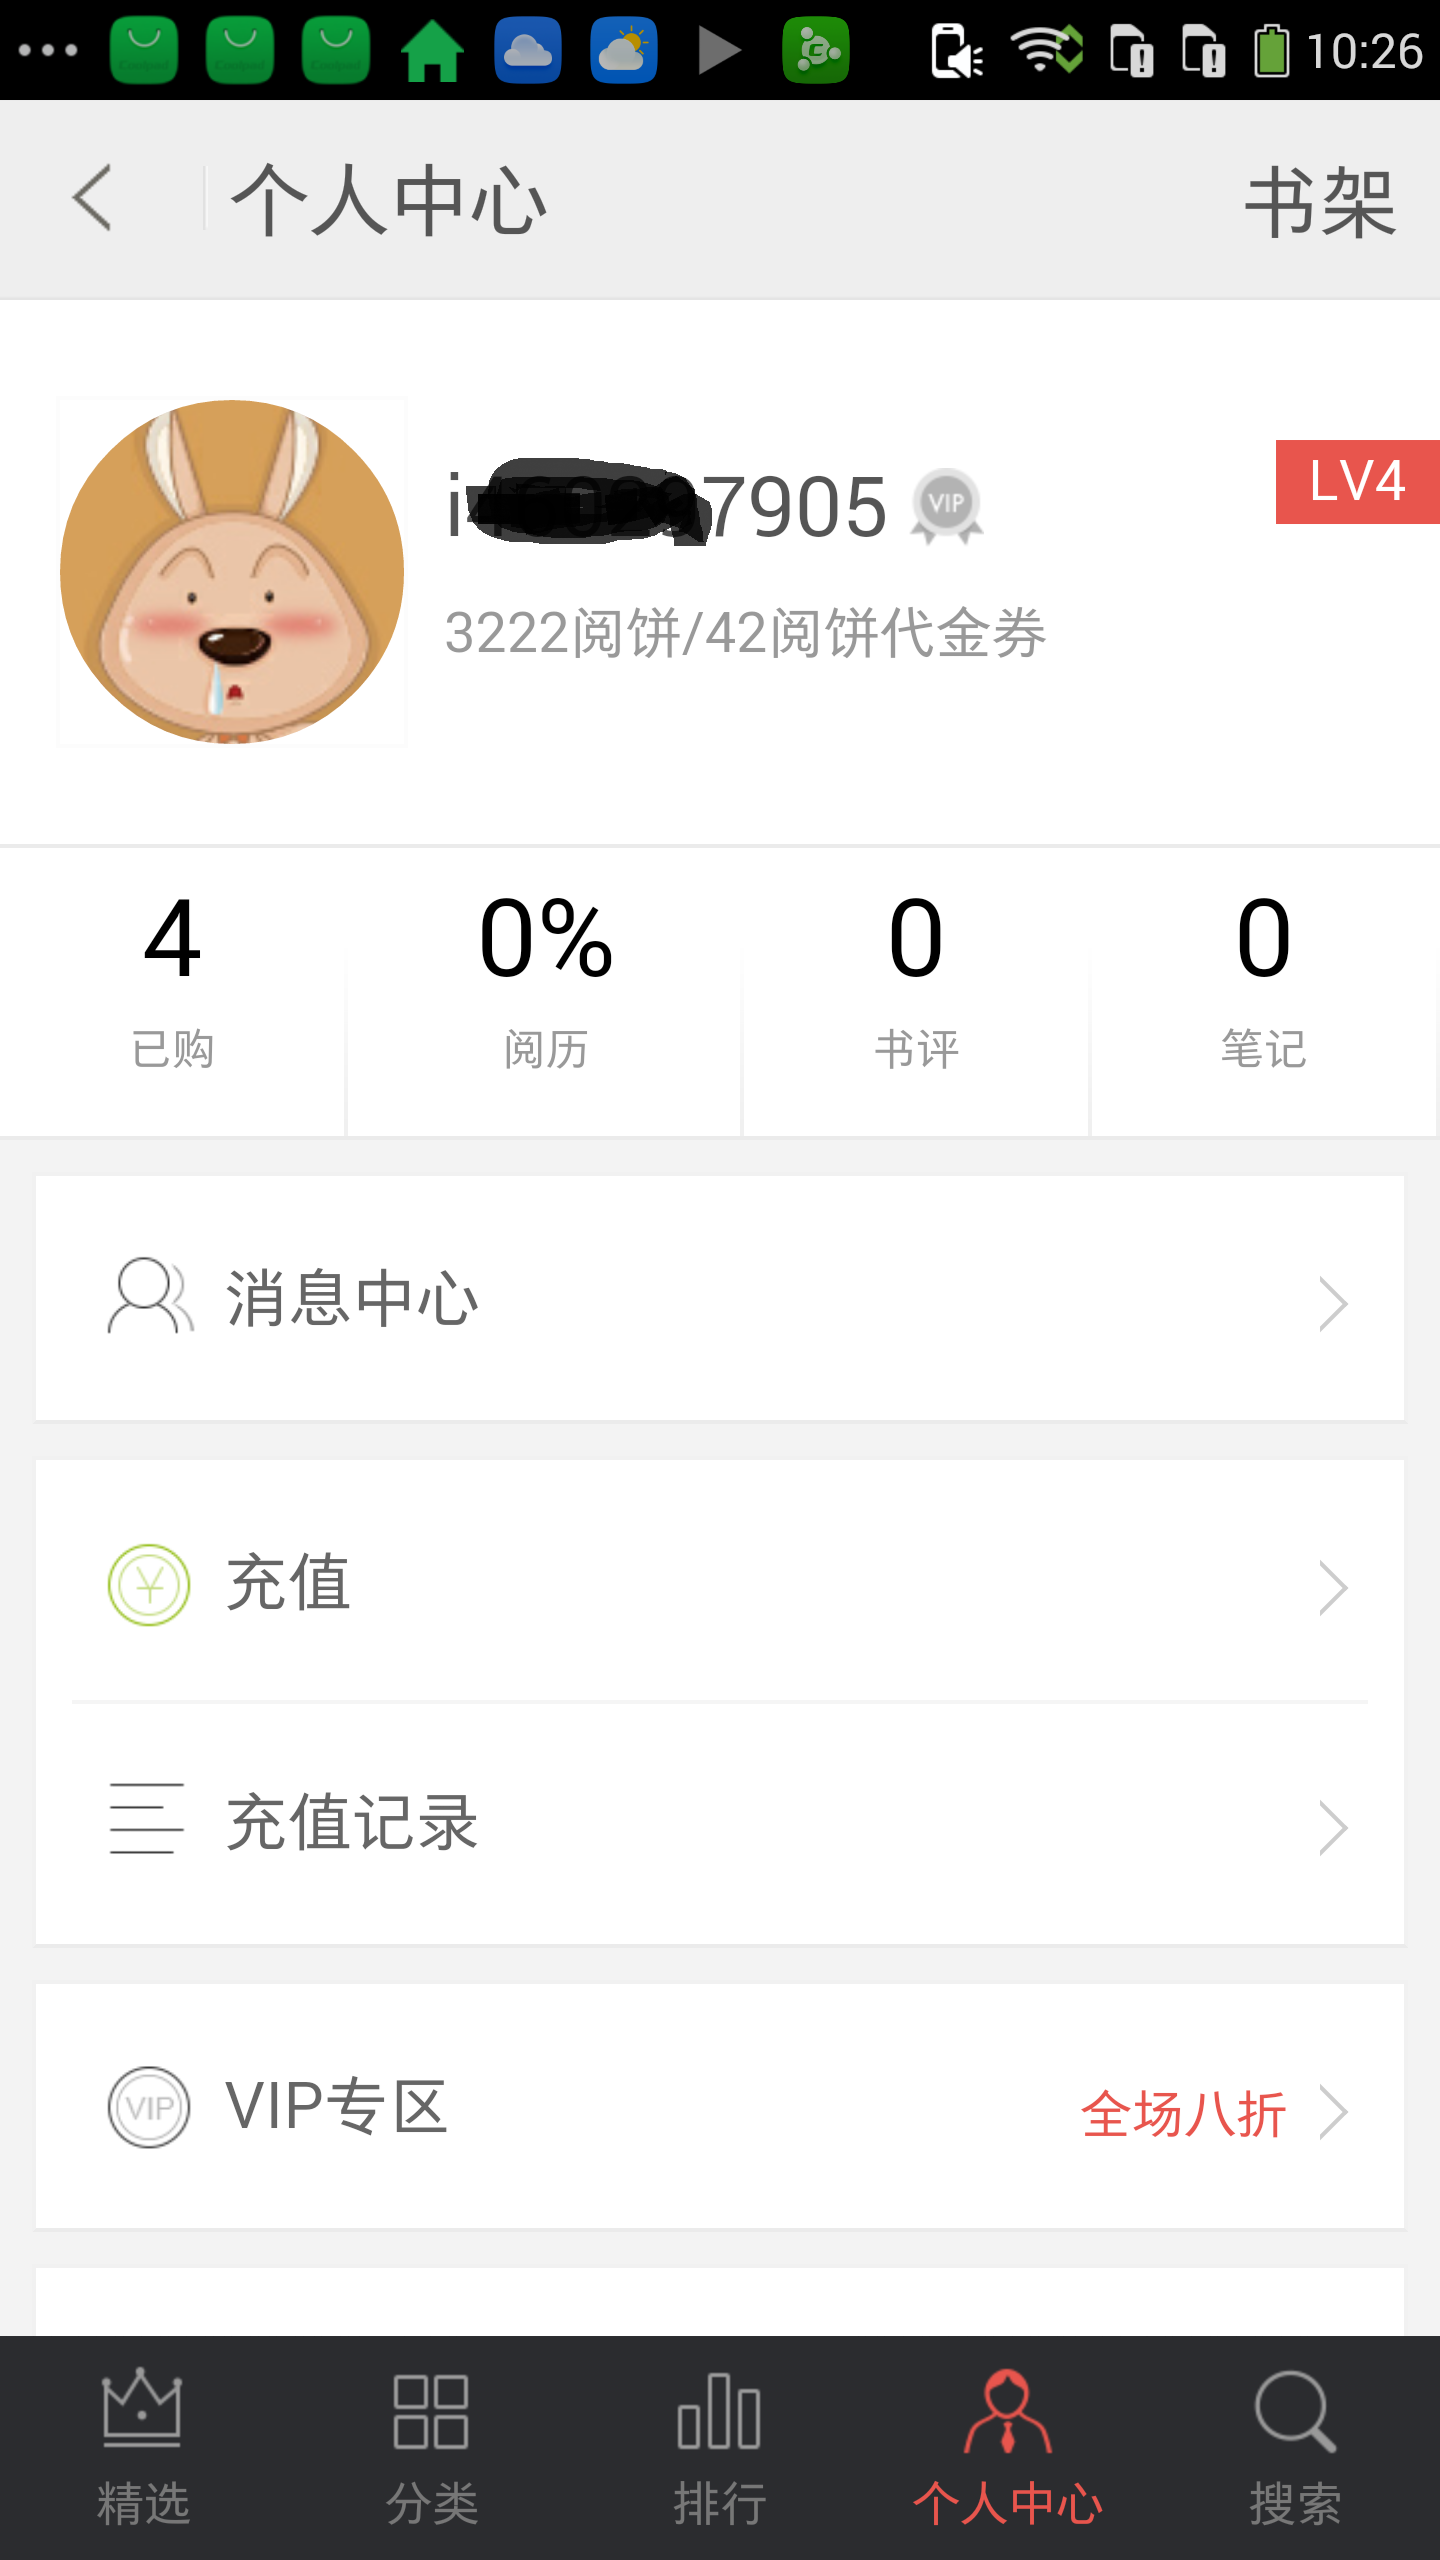 10:26
个人中心
书架
7905 VIP
LV4
3222阅饼/42阅饼代金券
4 0% 0 0
已购 阅历 书评 笔记
消息中心
¥ 充值
充值记录
VIP VIP专区 全场八折
精选 分类 排行 个人中心 搜索